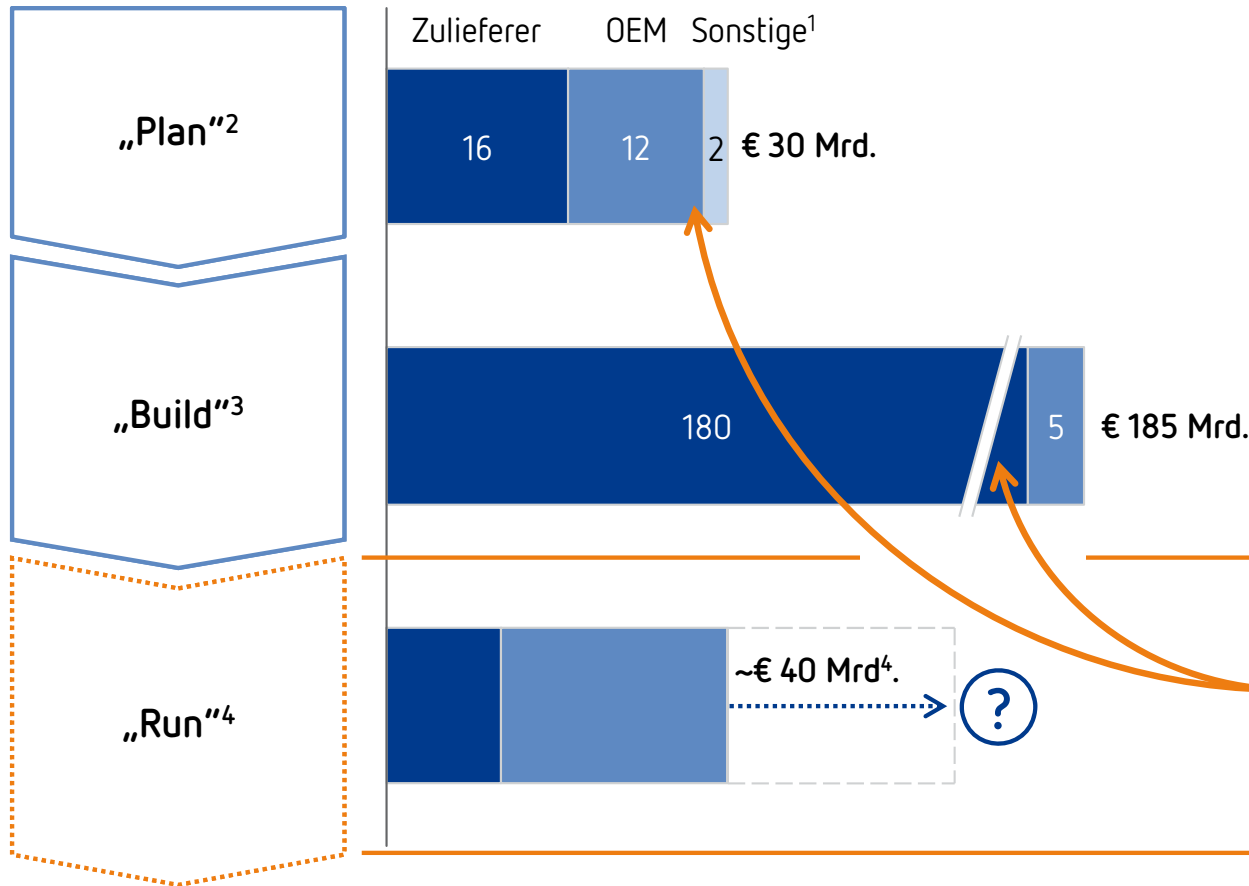 Zulieferer OEM Sonstige¹
„Plan”²
16 12 2 € 30 Mrd.
„Build”³
180 5 € 185 Mrd.
„Run”⁴
~€ 40 Mrd⁴.
?